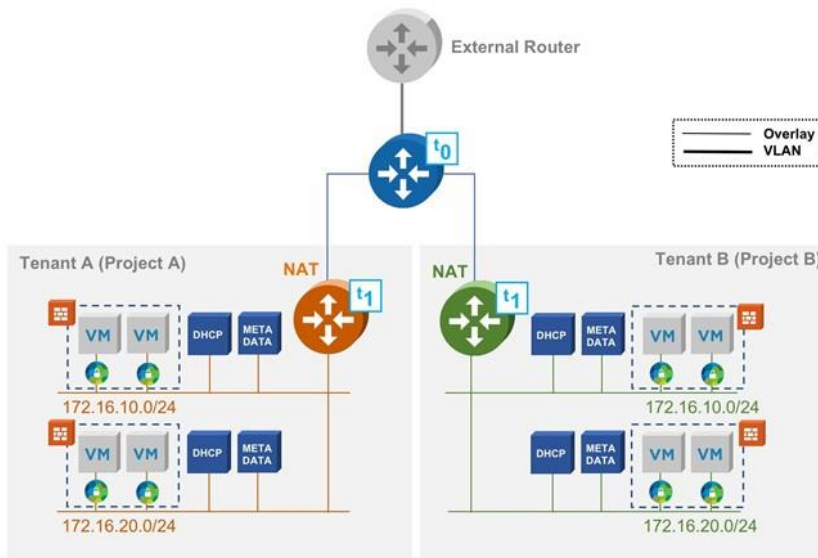 External Router
t0
Overlay
VLAN
Tenant A (Project A)
NAT
t1
VM
VM
DHCP
META
DATA
172.16.10.0/24
VM
VM
DHCP
META
DATA
172.16.20.0/24
Tenant B (Project B)
NAT
t1
DHCP
META
DATA
VM
VM
172.16.10.0/24
DHCP
META
DATA
VM
VM
172.16.20.0/24